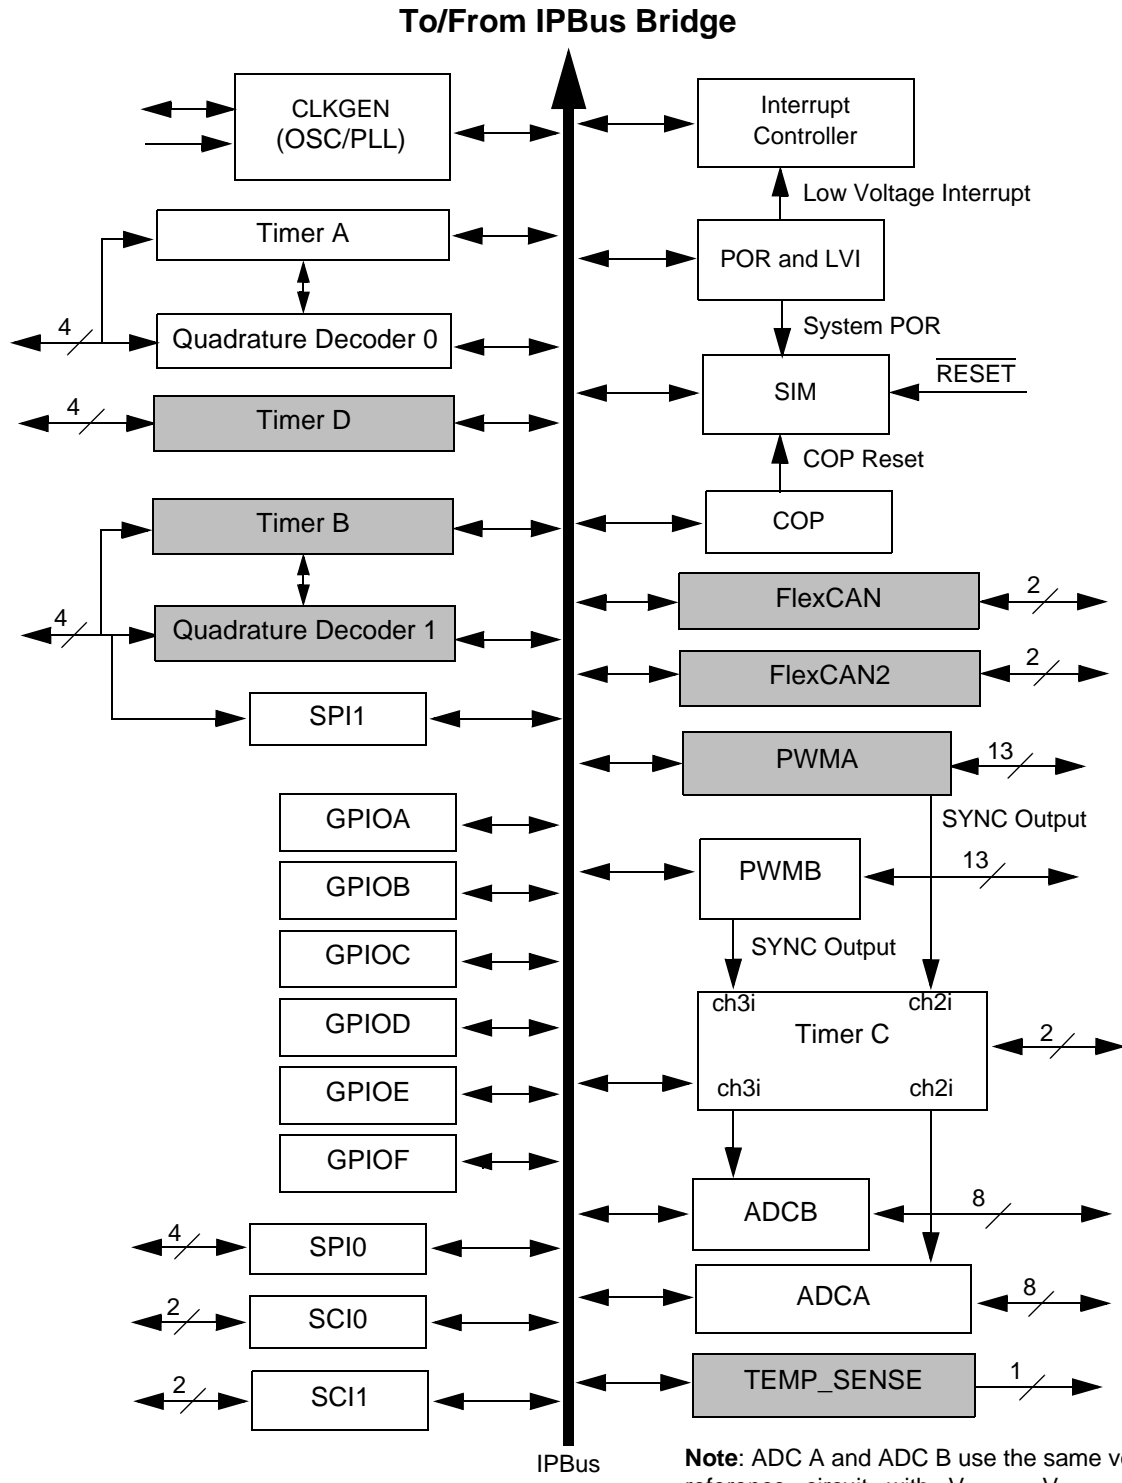 To/From IPBus Bridge
CLKGEN
(OSC/PLL)
Interrupt
Controller
Low Voltage Interrupt
Timer A
POR and LVI
4
Quadrature Decoder 0
System POR
RESET
SIM
4
Timer D
COP Reset
Timer B
COP
FlexCAN
2
4
Quadrature Decoder 1
FlexCAN2
2
SPI1
PWMA
13
SYNC Output
GPIOA
PWMB
13
GPIOB
SYNC Output
GPIOC
ch3i
ch2i
GPIOD
Timer C
2
GPIOE
ch3i
ch2i
GPIOF
ADCB
8
4
SPI0
ADCA
8
2
SCI0
TEMP_SENSE
1
2
SCI1
IPBus
Note: ADC A and ADC B use the same